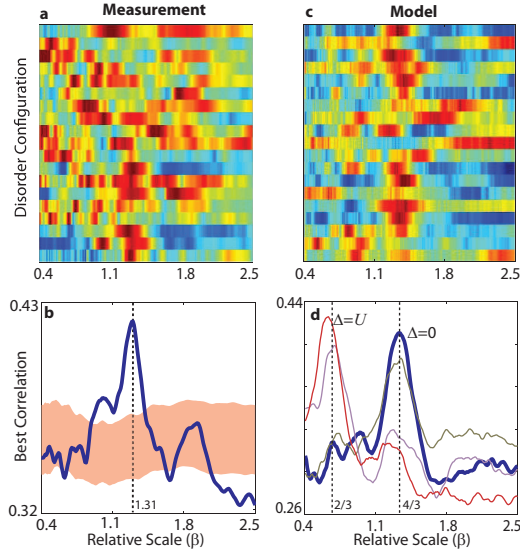 a Measurement
c Model
Disorder Configuration
0.4 1.1 1.8 2.5
0.4 1.1 1.8 2.5
b
0.43
Best Correlation
0.32
1.31
0.4 1.1 1.8 2.5
Relative Scale (β)
d
0.44
Δ=U
Δ=0
0.26
2/3
4/3
0.4 1.1 1.8 2.5
Relative Scale (β)